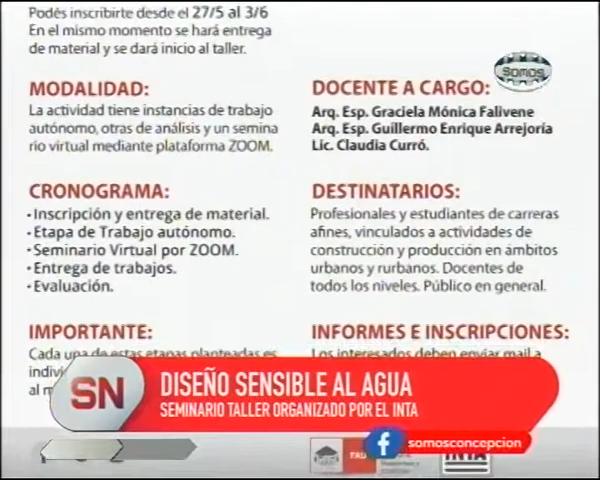 Podés inscribirte desde el 27/5 al 3/6
En el mismo momento se hará entrega
de material y se dará inicio al taller.
MODALIDAD:
La actividad tiene instancias de trabajo
autónomo, otras de análisis y un semina
rio virtual mediante plataforma ZOOM.
CRONOGRAMA:
•Inscripción y entrega de material.
•Etapa de Trabajo autónomo.
•Seminario Virtual por ZOOM.
•Entrega de trabajos.
•Evaluación.
IMPORTANTE:
Cada una de estas etapas planteadas es
indivi
al m
SOMOS
DOCENTE A CARGO:
Arq. Esp. Graciela Mónica Falivene
Arq. Esp. Guillermo Enrique Arrejoría
Lic. Claudia Curró.
DESTINATARIOS:
Profesionales y estudiantes de carreras
afines, vinculados a actividades de
construcción y producción en ámbitos
urbanos y rurbanos. Docentes de
todos los niveles. Público en general.
INFORMES E INSCRIPCIONES:
Los interesados deben enviar mail a
SN
DISEÑO SENSIBLE AL AGUA
SEMINARIO TALLER ORGANIZADO POR EL INTA
somosconcepcion
INTA